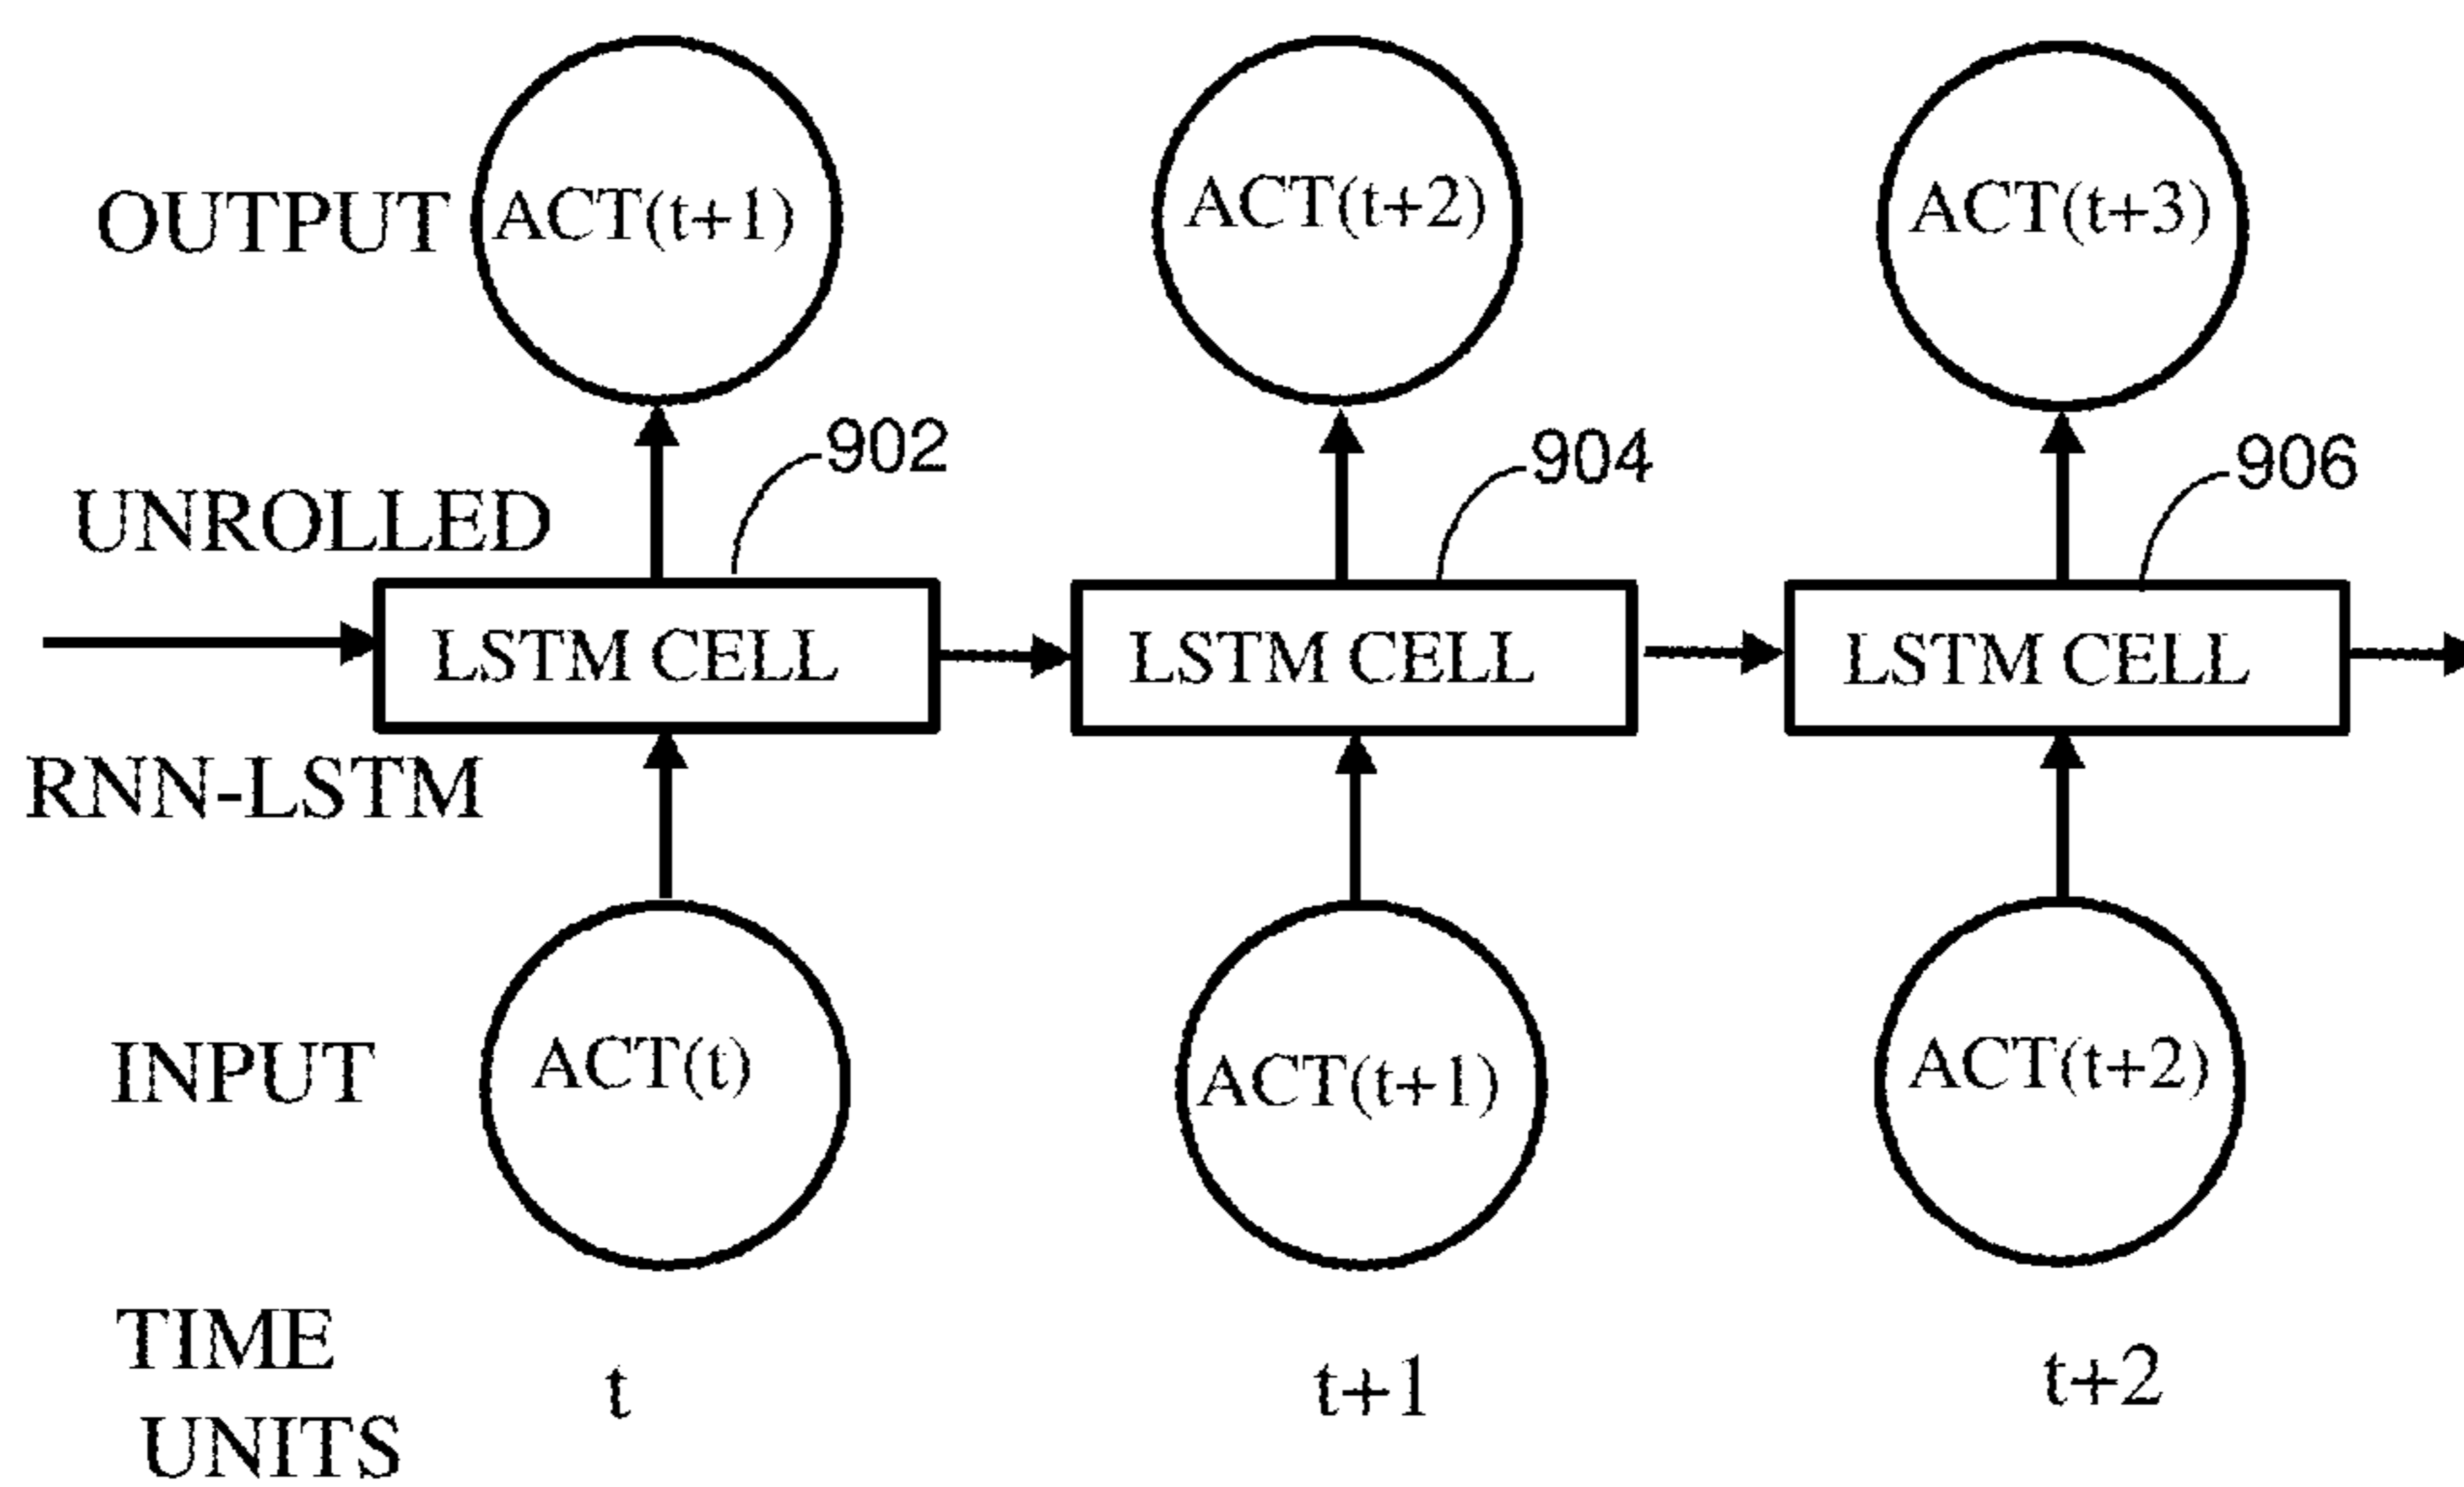 OUTPUT ACT(t+1) ACT(t+2) ACT(t+3)
902 904 906
UNROLLED
LSTM CELL LSTM CELL LSTM CELL
RNN-LSTM
INPUT ACT(t) ACT(t+1) ACT(t+2)
TIME
UNITS t t+1 t+2